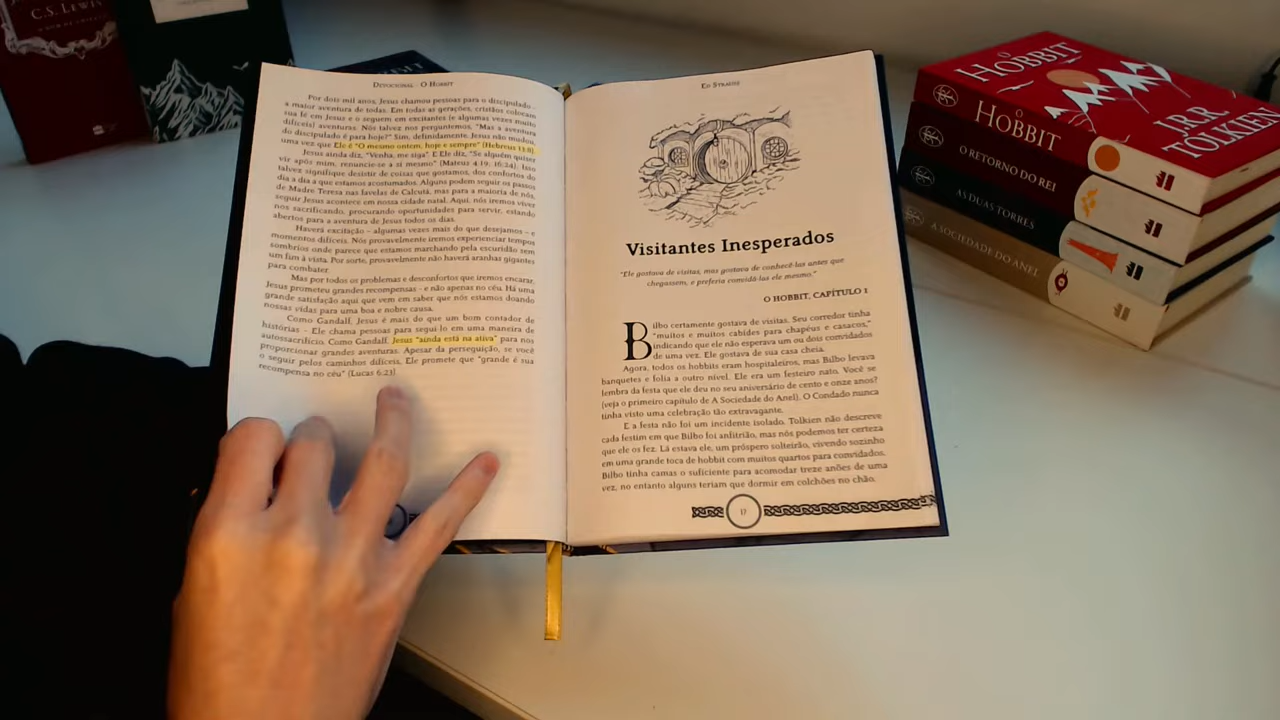 C.S. LEWIS
DEVOCIONAL - O HOBBIT
Por dois mil anos, Jesus chamou pessoas para o discipulado -
a maior aventura de todas. Em todas as gerações, cristãos colocam
sua fé em Jesus e o seguem em excitantes (e algumas vezes muito
difíceis) aventuras. Nós talvez nos perguntemos, "Mas a aventura
do discipulado é para hoje?" Sim, definidamente. Jesus não mudou,
uma vez que Ele é "O mesmo ontem, hoje e sempre" (Hebreus 13:8).
Jesus ainda diz, "Venha, me siga". E Ele diz, "Se alguém quiser
vir após mim, renuncie-se a si mesmo" (Mateus 4:19; 16:24). Isso
talvez signifique desistir de coisas que gostamos, dos confortos do
dia a dia a que estamos acostumados. Alguns podem seguir os passos
de Madre Teresa nas favelas de Calcutá, mas para a maioria de nós,
seguir Jesus acontece em nossa cidade natal. Aqui, nós iremos viver
nos sacrificando, procurando oportunidades para servir, estando
abertos para a aventura de Jesus todos os dias.
Haverá excitação - algumas vezes mais do que desejamos - e
momentos difíceis. Nós provavelmente iremos experienciar tempos
sombrios onde parece que estamos marchando pela escuridão sem
um fim à vista. Por sorte, provavelmente não haverá aranhas gigantes
para combater.
Mas por todos os problemas e desconfortos que iremos encarar,
Jesus prometeu grandes recompensas - e não apenas no céu. Há uma
grande satisfação aqui que vem em saber que nós estamos doando
nossas vidas para uma boa e nobre causa.
Como Gandalf, Jesus é mais do que um bom contador de
histórias - Ele chama pessoas para segui-lo em uma maneira de
autossacrifício. Como Gandalf, Jesus "ainda está na ativa" para nos
proporcionar grandes aventuras. Apesar da perseguição, se você
o seguir pelos caminhos difíceis, Ele promete que "grande é sua
recompensa no céu" (Lucas 6:23).
ED STRAUSS
Visitantes Inesperados
"Ele gostava de visitas, mas gostava de conhecê-las antes que
chegassem, e preferia convidá-las ele mesmo."
O HOBBIT, CAPÍTULO 1
Bilbo certamente gostava de visitas. Seu corredor tinha
"muitos e muitos cabides para chapéus e casacos,"
indicando que ele não esperava um ou dois convidados
de uma vez. Ele gostava de sua casa cheia.
Agora, todos os hobbits eram hospitaleiros, mas Bilbo levava
banquetes e folia a outro nível. Ele era um festeiro nato. Você se
lembra da festa que ele deu no seu aniversário de cento e onze anos?
(veja o primeiro capítulo de A Sociedade do Anel). O Condado nunca
tinha visto uma celebração tão extravagante.
E a festa não foi um incidente isolado. Tolkien não descreve
cada festim em que Bilbo foi anfitrião, mas nós podemos ter certeza
que ele os fez. Lá estava ele, um próspero solteirão, vivendo sozinho
em uma grande toca de hobbit com muitos quartos para convidados.
Bilbo tinha camas o suficiente para acomodar treze anões de uma
vez, no entanto alguns teriam que dormir em colchões no chão.
17
O HOBBIT
J.R.R.
TOLKIEN
O HOBBIT
O RETORNO DO REI
AS DUAS TORRES
A SOCIEDADE DO ANEL